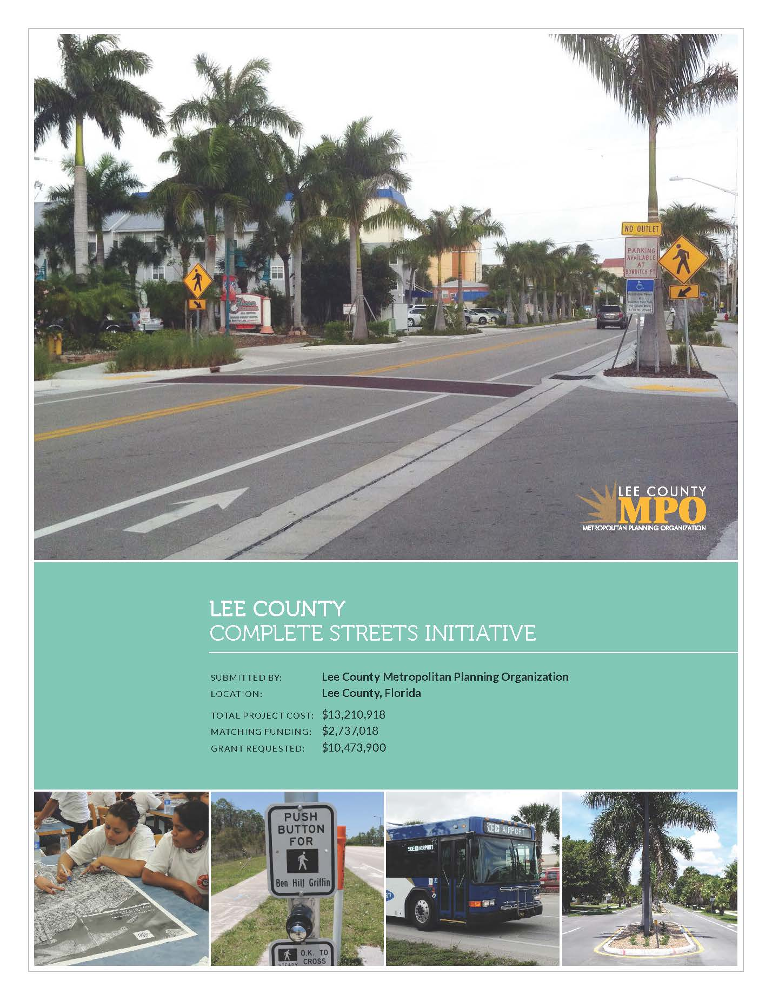 NO OUTLET
PARKING
AVAILABLE
AT
BOWDITCH PT
LEE COUNTY
MPO
METROPOLITAN PLANNING ORGANIZATION
LEE COUNTY
COMPLETE STREETS INITIATIVE
SUBMITTED BY: Lee County Metropolitan Planning Organization
LOCATION: Lee County, Florida
TOTAL PROJECT COST: $13,210,918
MATCHING FUNDING: $2,737,018
GRANT REQUESTED: $10,473,900
PUSH
BUTTON
FOR
Ben Hill Griffin
O.K. TO
CROSS
STEADY
50E AIRPORT
50E AIRPORT